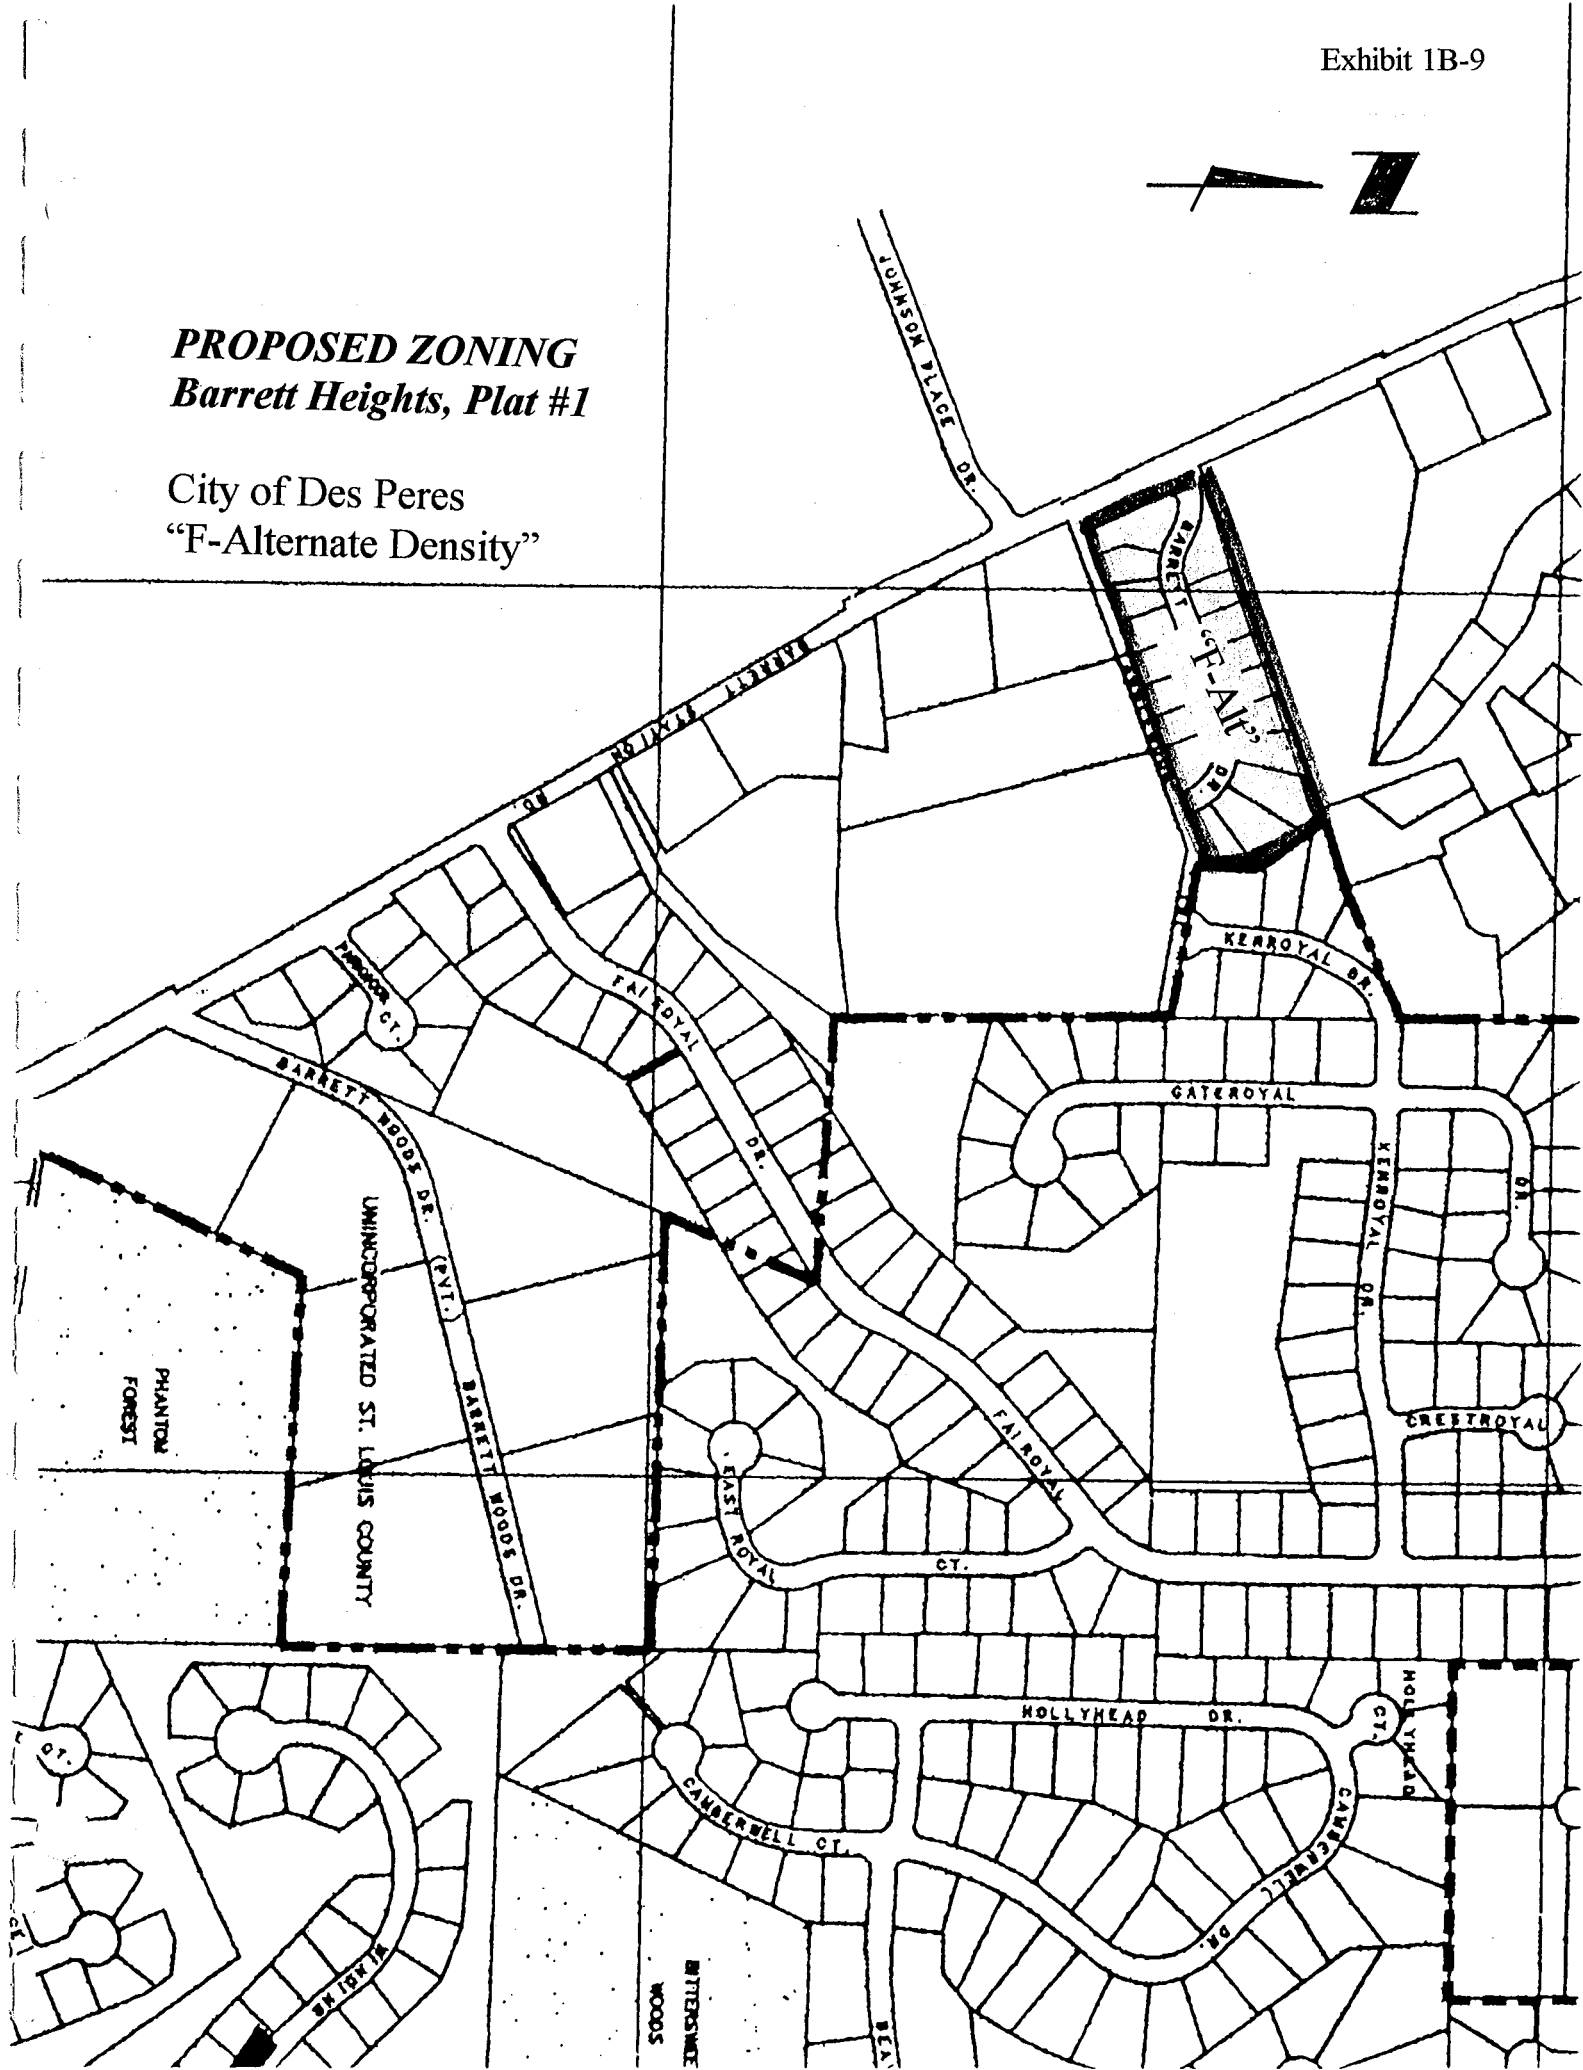 Exhibit 1B-9
N
PROPOSED ZONING
Barrett Heights, Plat #1
City of Des Peres
“F-Alternate Density”
JOHNSON PLACE DR.
BARRETT
“F-Alt”
DR.
BARRETT STATION RD.
KENROYAL DR.
CT.
FAIROYAL
DR.
BARRETT WOODS DR. (PVT.)
BARRETT WOODS DR.
GATEROYAL
DR.
KENROYAL DR.
CRESTROYAL
UNINCORPORATED ST. LOUIS COUNTY
PHANTOM
FOREST
FAIROYAL
EAST ROYAL
CT.
HOLLYHEAD DR.
HOLLYHEAD
CT.
CAMBERWELL CT.
CAMBERWELL
DR.
CT.
BITTERSWEET
WOODS
BEA